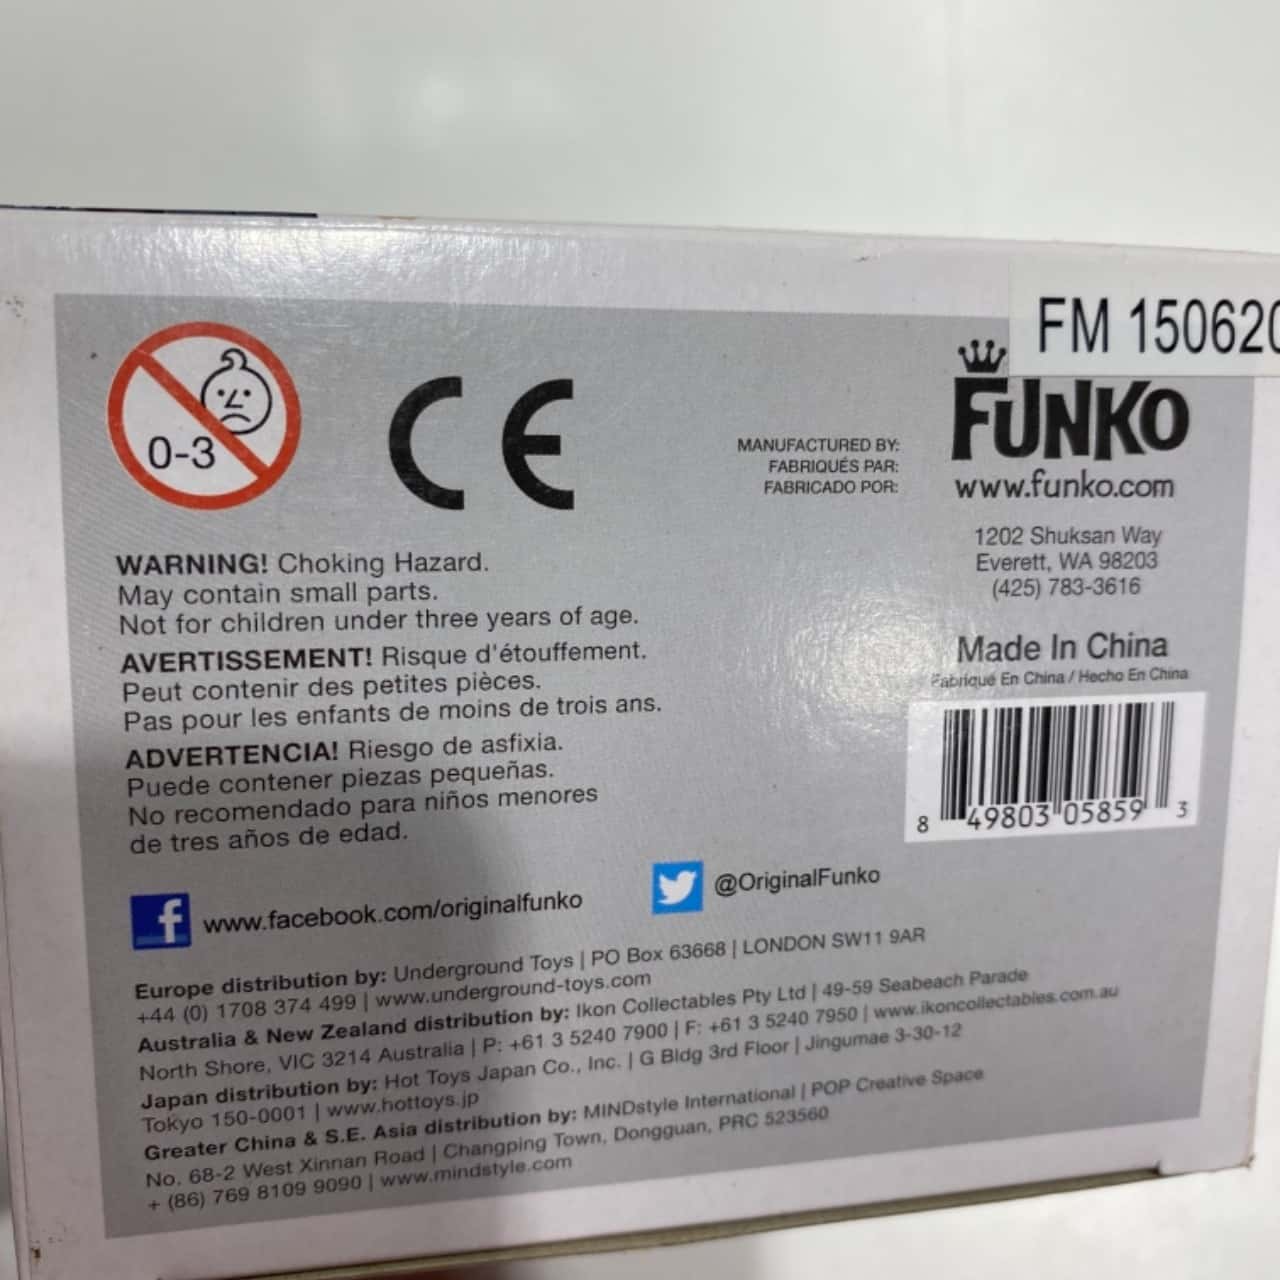 FM 150620
0-3
CE
MANUFACTURED BY:
FABRIQUÉS PAR:
FABRICADO POR:
FUNKO
www.funko.com
1202 Shuksan Way
Everett, WA 98203
(425) 783-3616
Made In China
Fabriqué En China / Hecho En China
8 49803 05859 3
WARNING! Choking Hazard.
May contain small parts.
Not for children under three years of age.
AVERTISSEMENT! Risque d'étouffement.
Peut contenir des petites pièces.
Pas pour les enfants de moins de trois ans.
ADVERTENCIA! Riesgo de asfixia.
Puede contener piezas pequeñas.
No recomendado para niños menores
de tres años de edad.
f www.facebook.com/originalfunko
@OriginalFunko
Europe distribution by: Underground Toys | PO Box 63668 | LONDON SW11 9AR
+44 (0) 1708 374 499 | www.underground-toys.com
Australia & New Zealand distribution by: Ikon Collectables Pty Ltd | 49-59 Seabeach Parade
North Shore, VIC 3214 Australia | P: +61 3 5240 7900 | F: +61 3 5240 7950 | www.ikoncollectables.com.au
Japan distribution by: Hot Toys Japan Co., Inc. | G Bldg 3rd Floor | Jingumae 3-30-12
Tokyo 150-0001 | www.hottoys.jp
Greater China & S.E. Asia distribution by: MINDstyle International | POP Creative Space
No. 68-2 West Xinnan Road | Changping Town, Dongguan, PRC 523560
+ (86) 769 8109 9090 | www.mindstyle.com